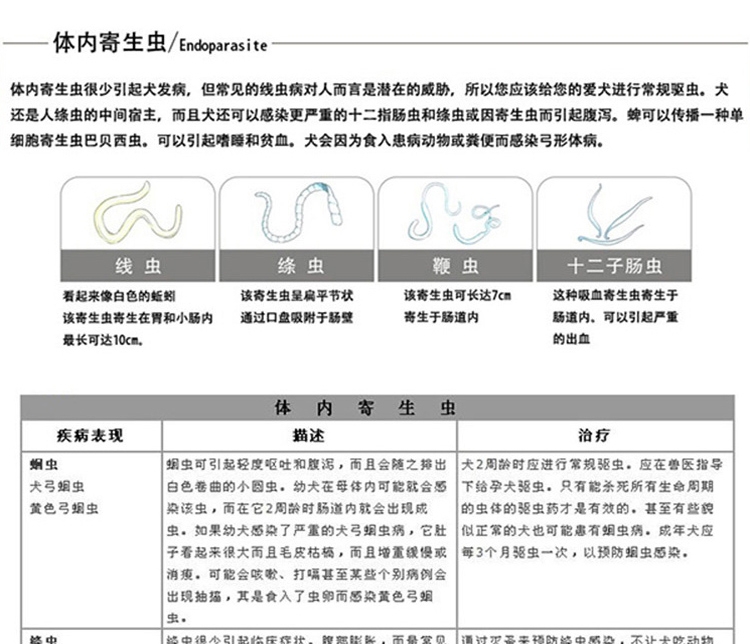 体内寄生虫/Endoparasite
体内寄生虫很少引起犬发病，但常见的线虫病对人而言是潜在的威胁，所以您应该给您的爱犬进行常规驱虫。犬
还是人绦虫的中间宿主，而且犬还可以感染更严重的十二指肠虫和绦虫或因寄生虫而引起腹泻。蜱可以传播一种单
细胞寄生虫巴贝西虫。可以引起嗜睡和贫血。犬会因为食入患病动物或粪便而感染弓形体病。
线 虫
绦 虫
鞭 虫
十二子肠虫
看起来像白色的蚯蚓
该寄生虫寄生在胃和小肠内
最长可达10cm。
该寄生虫呈扁平节状
通过口盘吸附于肠壁
该寄生虫可长达7cm
寄生于肠道内
这种吸血寄生虫寄生于
肠道内。可以引起严重
的出血
体 内 寄 生 虫
疾病表现
描述
治疗
蛔虫
犬弓蛔虫
黄色弓蛔虫
蛔虫可引起轻度呕吐和腹泻，而且会随之排出
白色卷曲的小圆虫。幼犬在母体内可能就会感
染该虫，而在它2周龄时肠道内就会出现成
虫。如果幼犬感染了严重的犬弓蛔虫病，它肚
子看起来很大而且毛皮枯槁，而且增重缓慢或
消瘦。可能会咳嗽、打嗝甚至某些个别病例会
出现抽搐，其是食入了虫卵而感染黄色弓蛔
虫。
犬2周龄时应进行常规驱虫。应在兽医指导
下给孕犬驱虫。只有能杀死所有生命周期
的虫体的驱虫药才是有效的。甚至有些貌
似正常的犬也可能患有蛔虫病。成年犬应
每3个月驱虫一次，以预防蛔虫感染。
绦虫
绦虫很少引起临床症状。腹部膨胀，而最常见
通过灭蚤来预防绦虫感染，不让犬吃动物